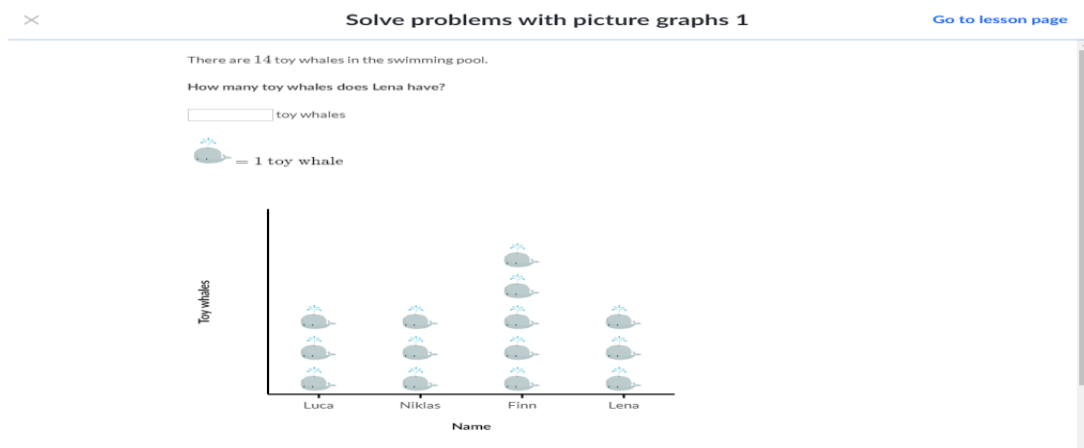 Solve problems with picture graphs 1
Go to lesson page
There are 14 toy whales in the swimming pool.
How many toy whales does Lena have?
toy whales
= 1 toy whale
Toy whales
Luca Niklas Finn Lena
Name